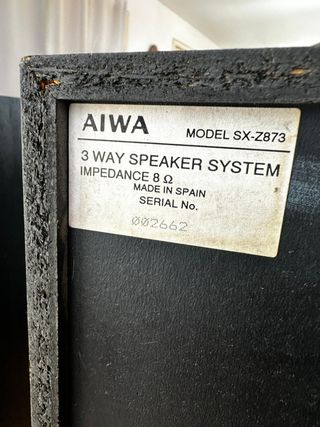 AIWA MODEL SX-Z873
3 WAY SPEAKER SYSTEM
IMPEDANCE 8 Ω
MADE IN SPAIN
SERIAL No.
002662